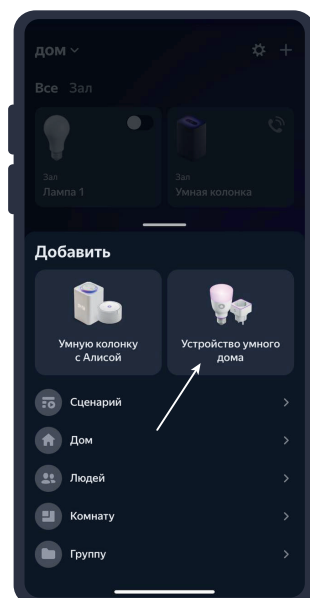 дом
Все Зал
Зал
Лампа 1
Зал
Умная колонка
Добавить
Умную колонку
с Алисой
Устройство умного
дома
Сценарий
Дом
Людей
Комнату
Группу